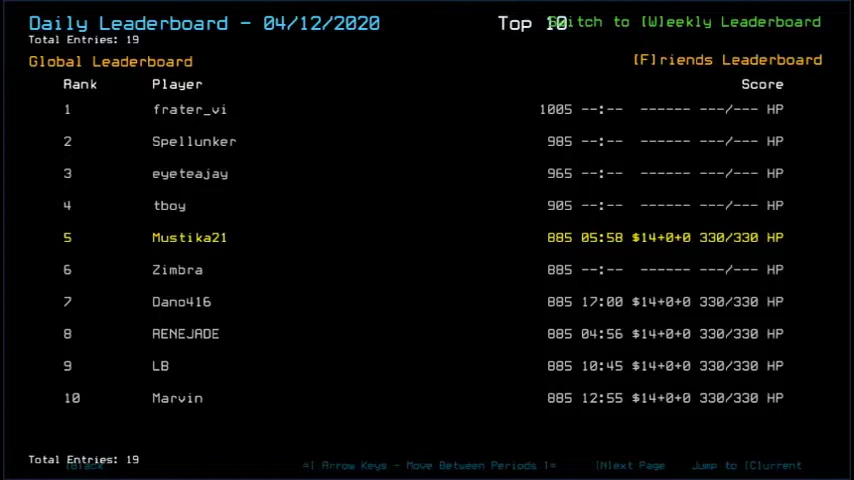 Daily Leaderboard - 04/12/2020 Top 10 Switch to [W]eekly Leaderboard
Total Entries: 19
Global Leaderboard [F]riends Leaderboard
Rank Player Score
1 frater_vi 1005 --:-- ------ ---/--- HP
2 Spellunker 985 --:-- ------ ---/--- HP
3 eyeteajay 965 --:-- ------ ---/--- HP
4 tboy 905 --:-- ------ ---/--- HP
5 Mustika21 885 05:58 $14+0+0 330/330 HP
6 Zimbra 885 --:-- ------ ---/--- HP
7 Dano416 885 17:00 $14+0+0 330/330 HP
8 RENEJADE 885 04:56 $14+0+0 330/330 HP
9 LB 885 10:45 $14+0+0 330/330 HP
10 Marvin 885 12:55 $14+0+0 330/330 HP
Total Entries: 19
[B]ack =[ Arrow Keys - Move Between Periods ]= [N]ext Page Jump to [C]urrent